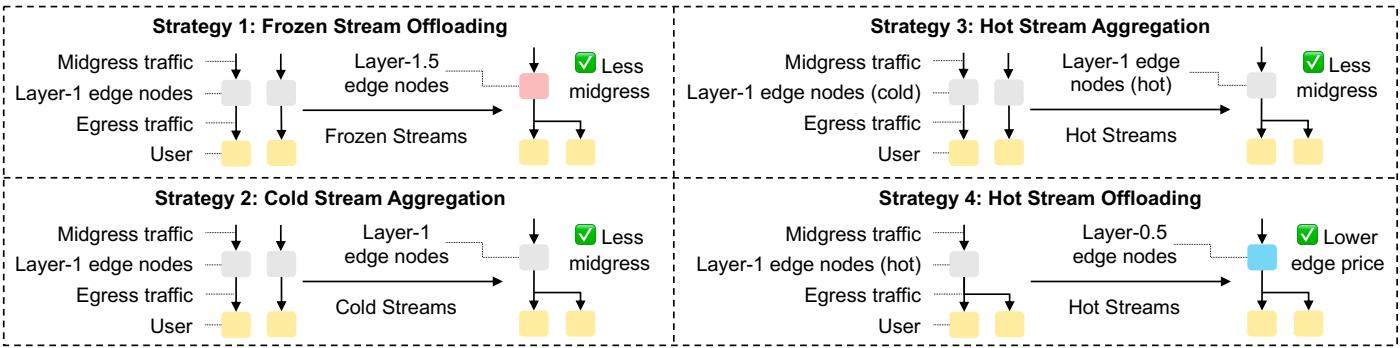 Strategy 1: Frozen Stream Offloading
Midgress traffic
Layer-1 edge nodes
Egress traffic
User
Layer-1.5
edge nodes
Frozen Streams
Less
midgress
Strategy 3: Hot Stream Aggregation
Midgress traffic
Layer-1 edge nodes (cold)
Egress traffic
User
Layer-1 edge
nodes (hot)
Hot Streams
Less
midgress
Strategy 2: Cold Stream Aggregation
Midgress traffic
Layer-1 edge nodes
Egress traffic
User
Layer-1
edge nodes
Cold Streams
Less
midgress
Strategy 4: Hot Stream Offloading
Midgress traffic
Layer-1 edge nodes (hot)
Egress traffic
User
Layer-0.5
edge nodes
Hot Streams
Lower
edge price